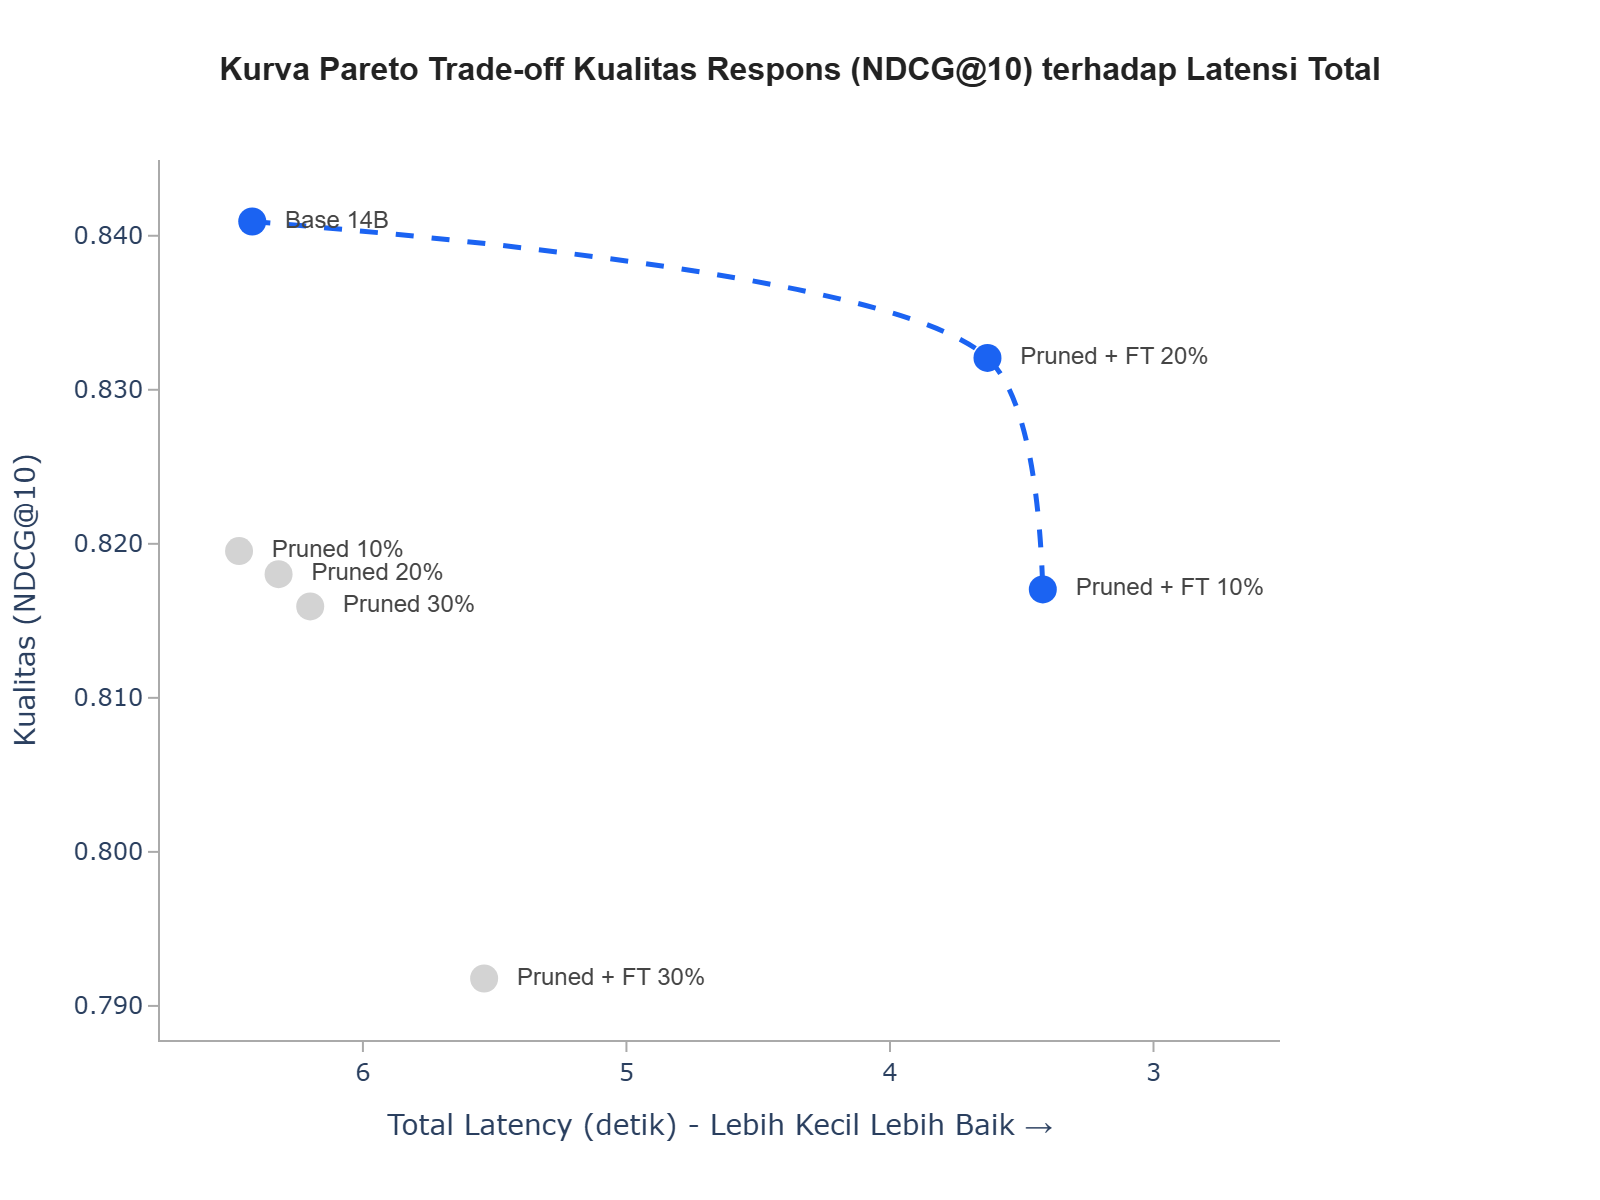 Kurva Pareto Trade-off Kualitas Respons (NDCG@10) terhadap Latensi Total
Kualitas (NDCG@10)
0.840
0.830
0.820
0.810
0.800
0.790
Base 14B
Pruned + FT 20%
Pruned 10%
Pruned 20%
Pruned + FT 10%
Pruned 30%
Pruned + FT 30%
6 5 4 3
Total Latency (detik) - Lebih Kecil Lebih Baik →